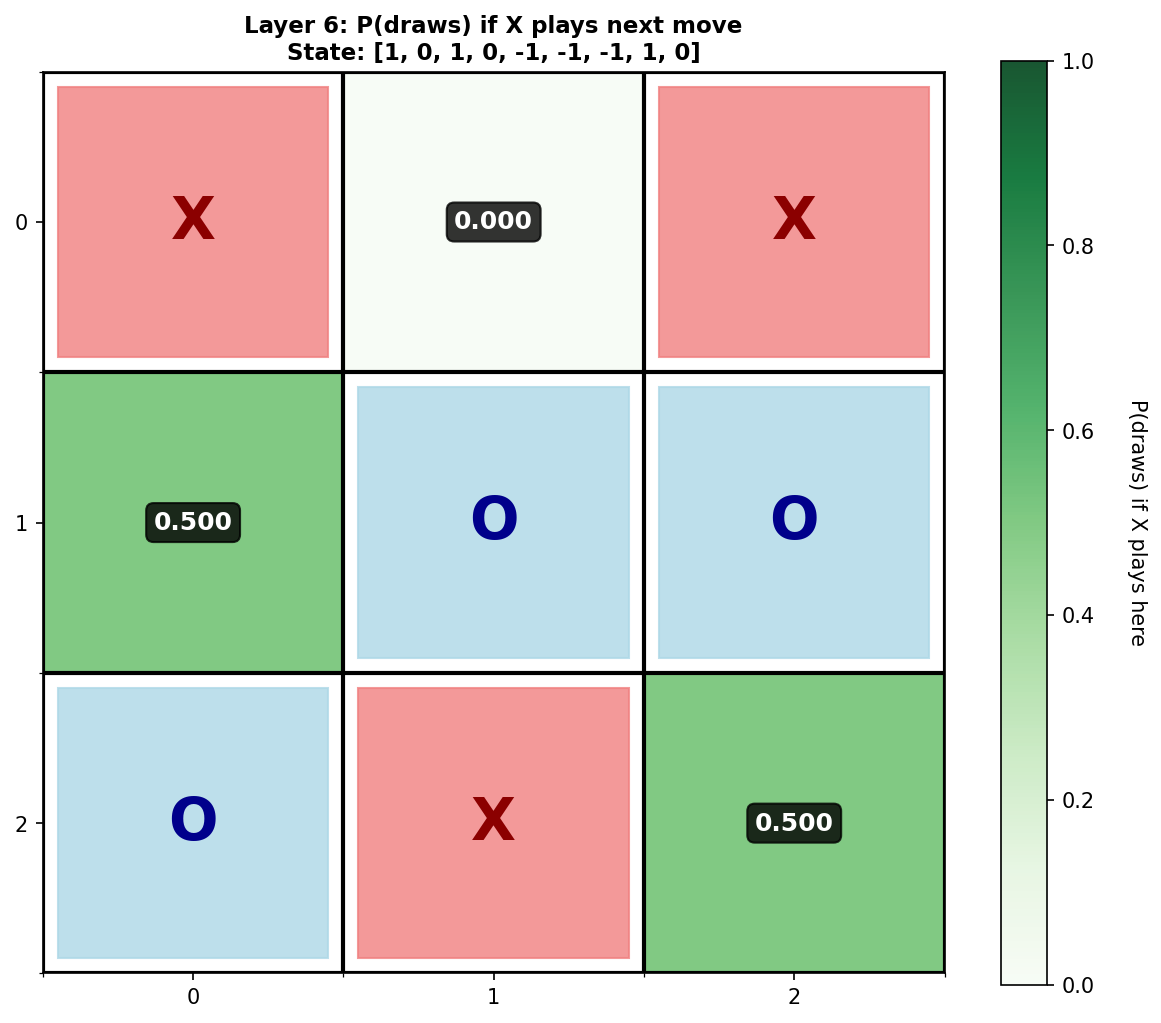 Layer 6: P(draws) if X plays next move
State: [1, 0, 1, 0, -1, -1, -1, 1, 0]
X
0.000
X
0.500
O
O
O
X
0.500
0
1
2
0
1
2
1.0
0.8
0.6
0.4
0.2
0.0
P(draws) if X plays here